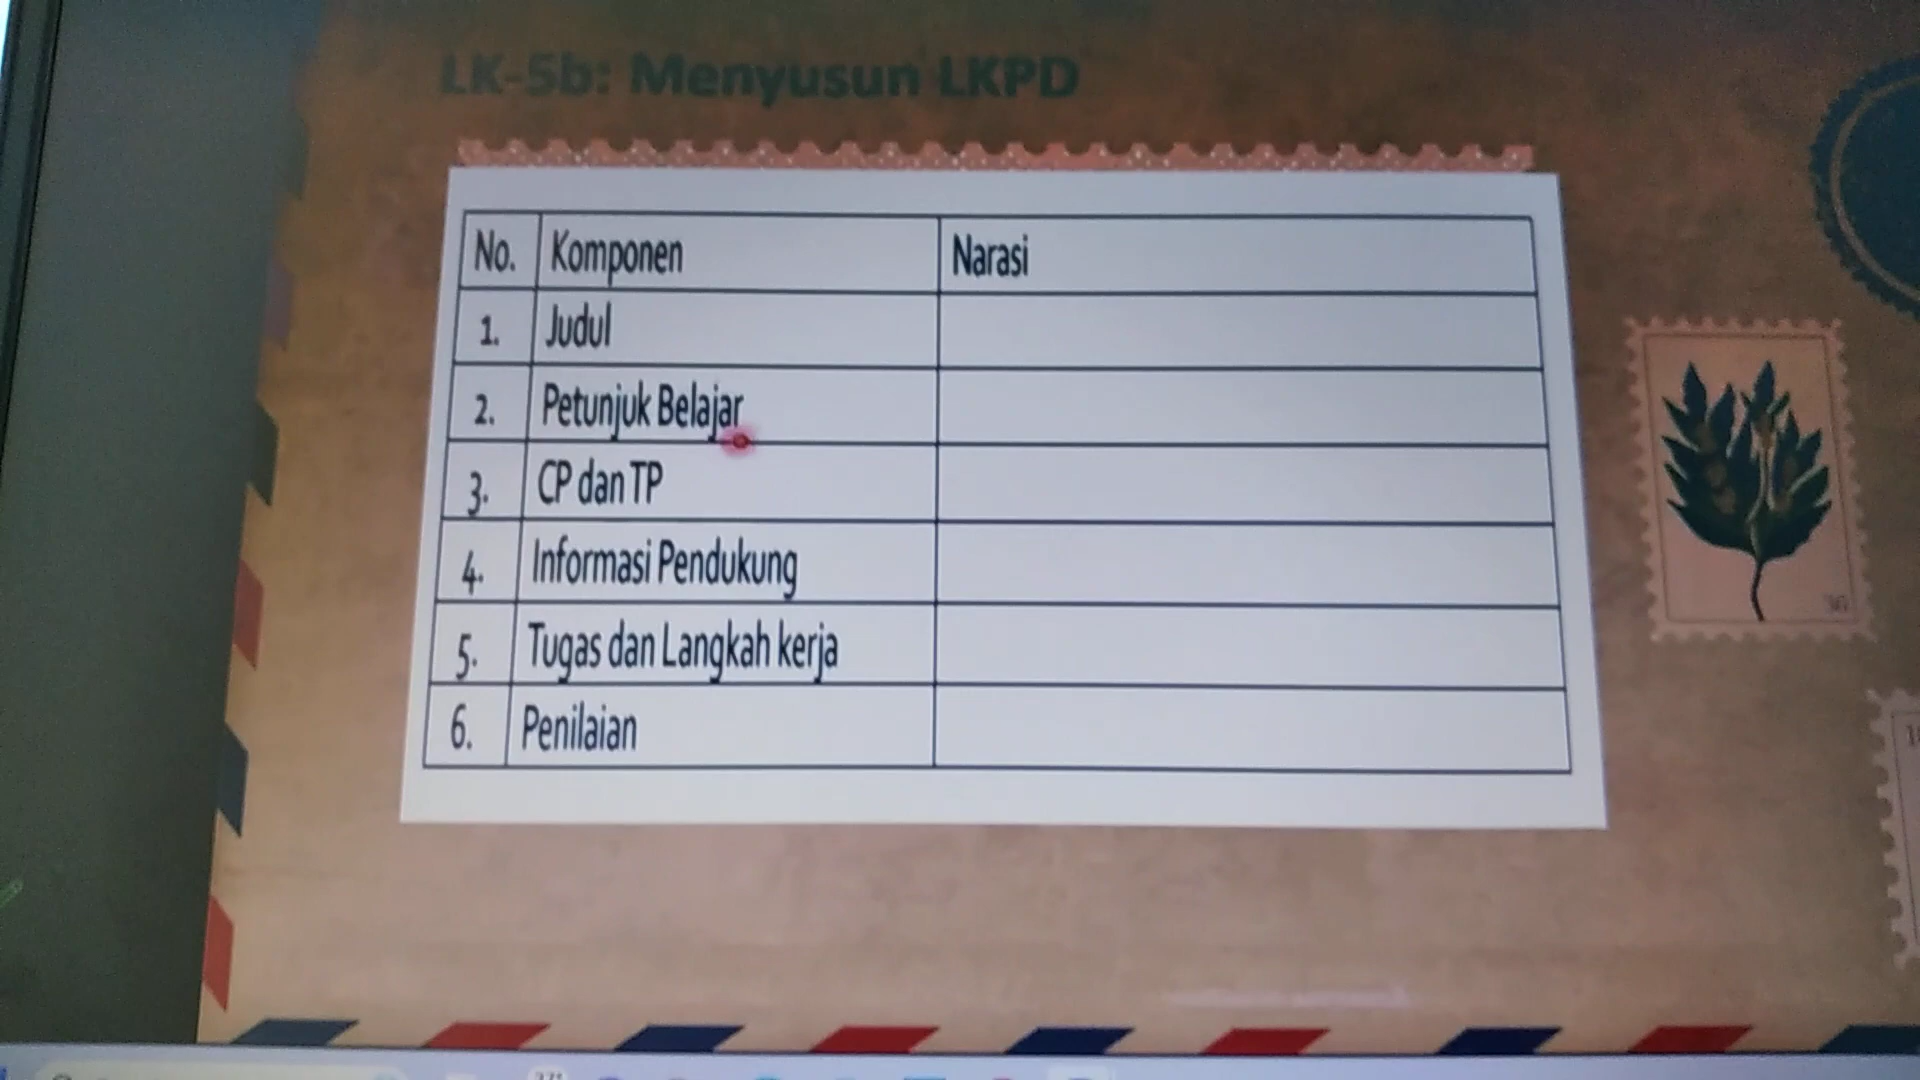 LK-5b: Menyusun LKPD
No. Komponen Narasi
1. Judul
2. Petunjuk Belajar
3. CP dan TP
4. Informasi Pendukung
5. Tugas dan Langkah kerja
6. Penilaian